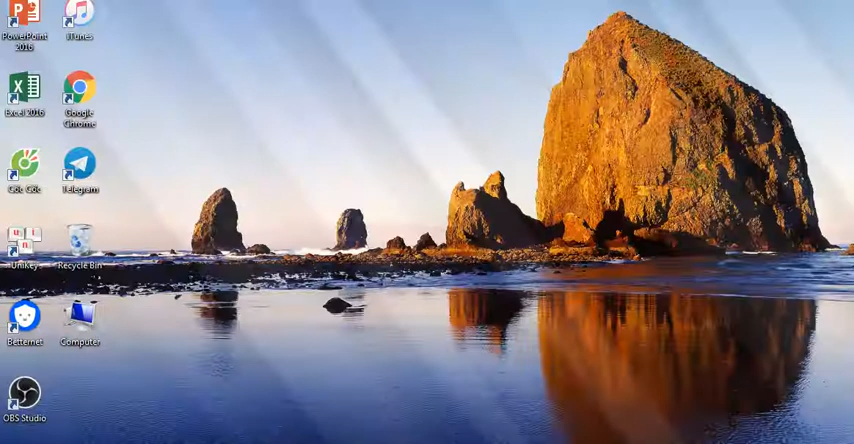 PowerPoint
2016
iTunes
Excel 2016
Google
Chrome
Cốc Cốc
Telegram
UniKey
Recycle Bin
Betternet
Computer
OBS Studio